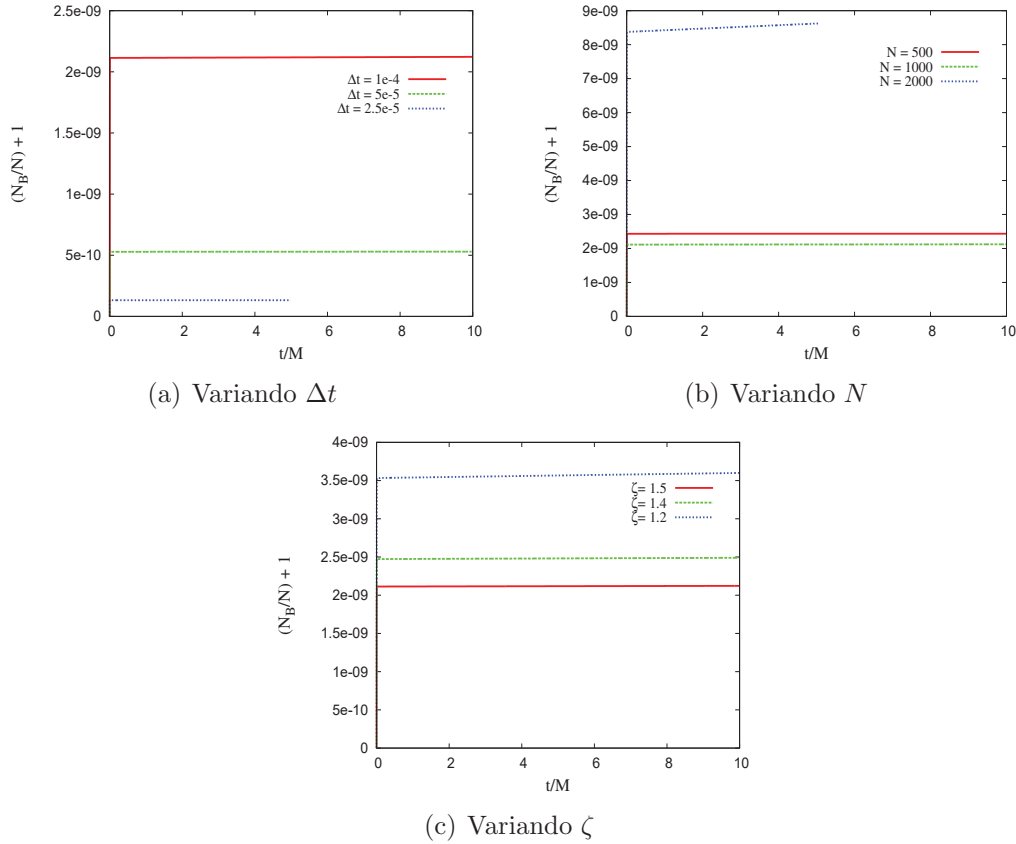 2.5e-09
2e-09
1.5e-09
1e-09
5e-10
0
(N_B/N) + 1
Δt = 1e-4
Δt = 5e-5
Δt = 2.5e-5
0 2 4 6 8 10
t/M
(a) Variando Δt
9e-09
8e-09
7e-09
6e-09
5e-09
4e-09
3e-09
2e-09
1e-09
0
(N_B/N) + 1
N = 500
N = 1000
N = 2000
0 2 4 6 8 10
t/M
(b) Variando N
4e-09
3.5e-09
3e-09
2.5e-09
2e-09
1.5e-09
1e-09
5e-10
0
(N_B/N) + 1
ζ= 1.5
ζ= 1.4
ζ= 1.2
0 2 4 6 8 10
t/M
(c) Variando ζ